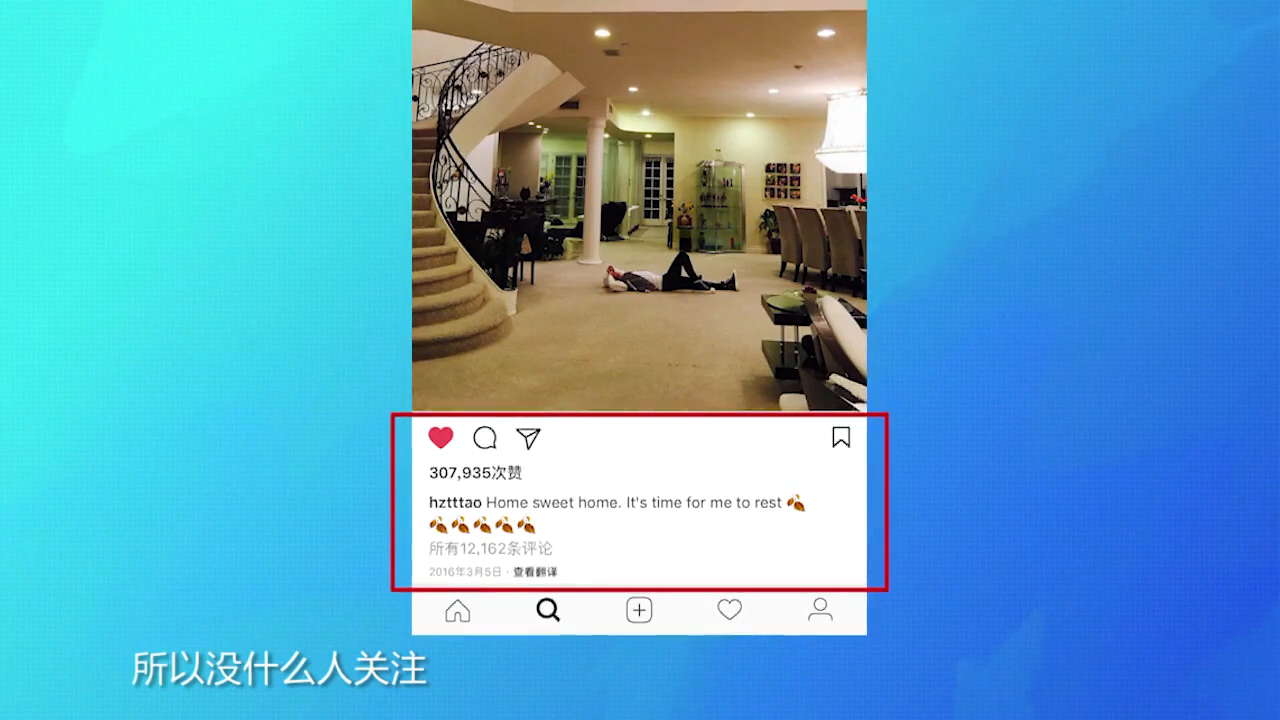 307,935次赞
hztttao Home sweet home. It's time for me to rest 🍂
🍂🍂🍂🍂🍂
所有12,162条评论
2016年3月5日 · 查看翻译
所以没什么人关注